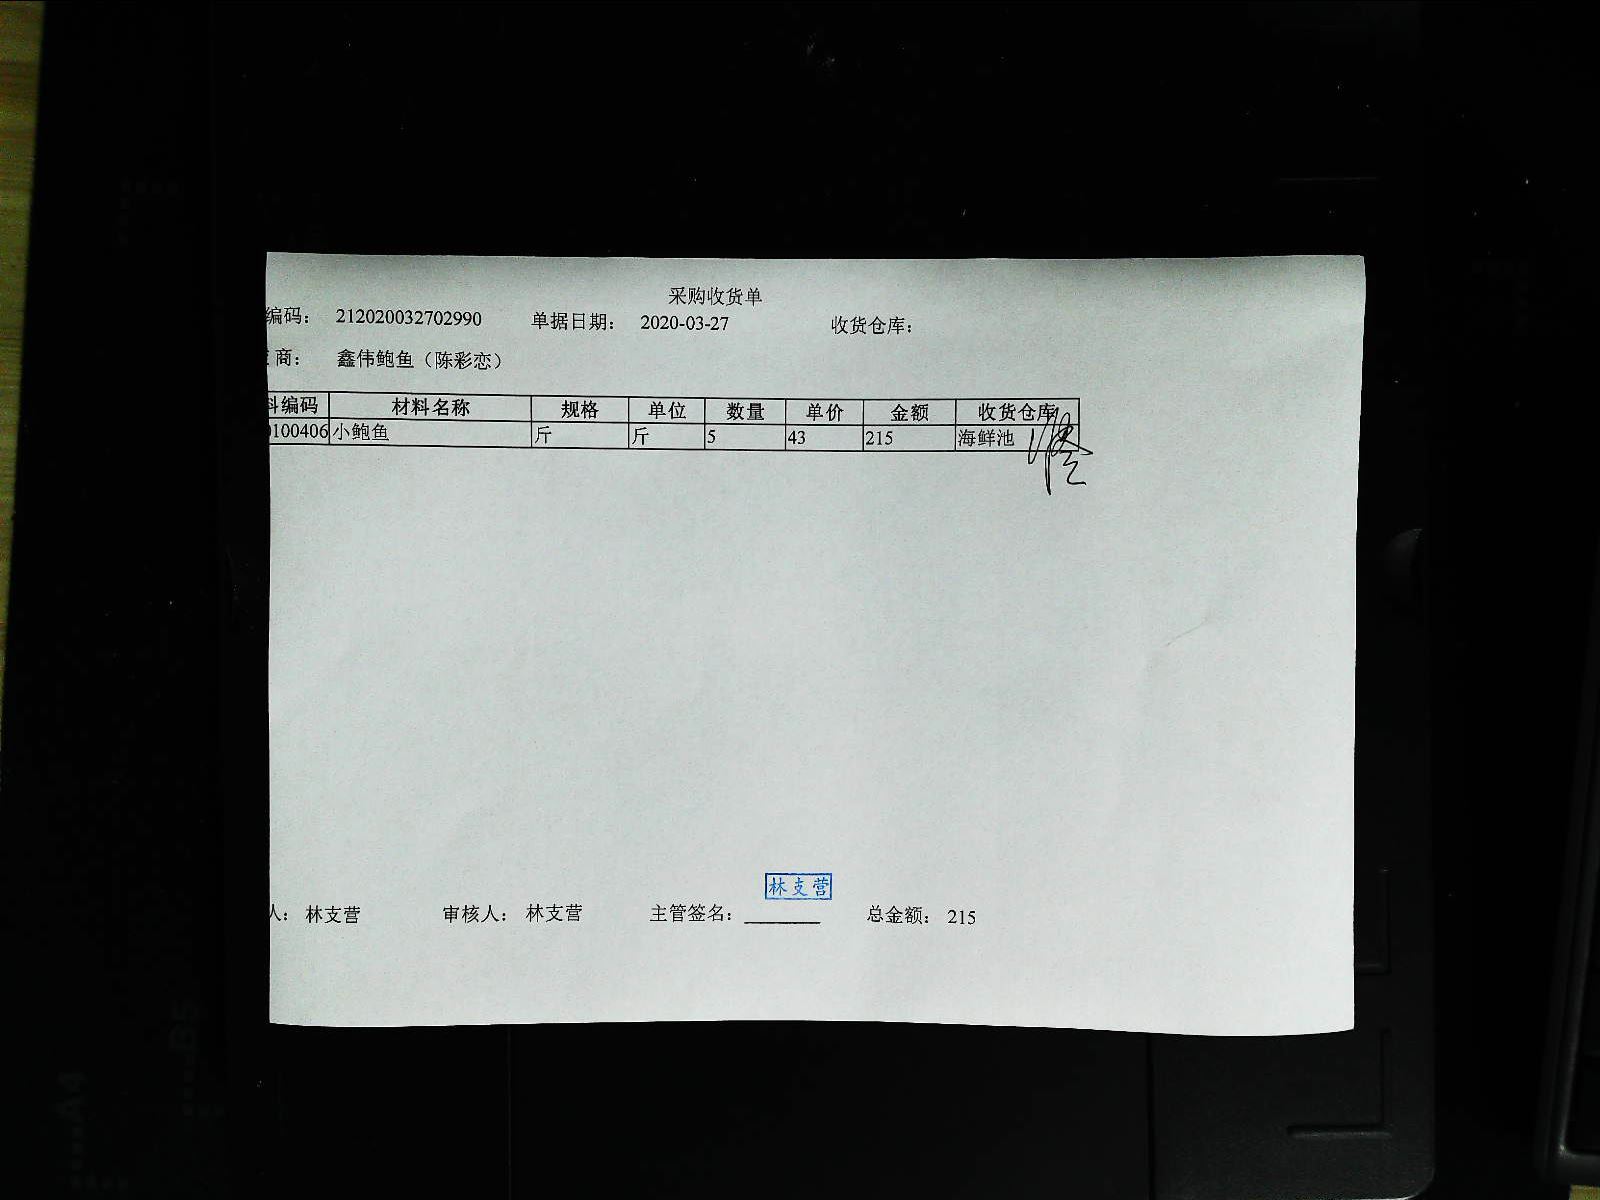 采购收货单
编码： 212020032702990 单据日期： 2020-03-27 收货仓库：
商： 鑫伟鲍鱼（陈彩恋）
料编码 材料名称 规格 单位 数量 单价 金额 收货仓库
0100406 小鲍鱼 斤 斤 5 43 215 海鲜池
林支营
人： 林支营 审核人： 林支营 主管签名： 总金额： 215